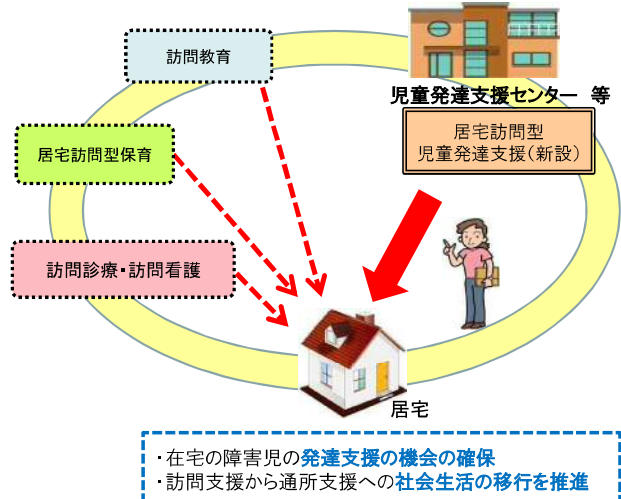 訪問教育
児童発達支援センター 等
居宅訪問型
児童発達支援(新設)
居宅訪問型保育
訪問診療・訪問看護
居宅
・在宅の障害児の発達支援の機会の確保
・訪問支援から通所支援への社会生活の移行を推進